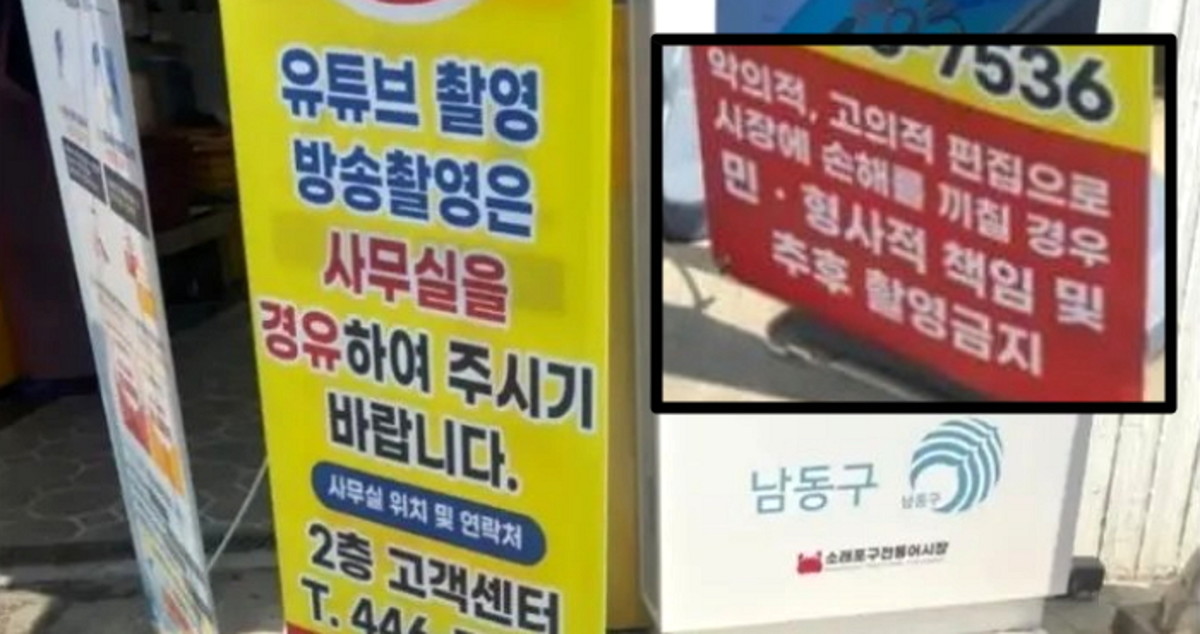 유튜브 촬영
방송촬영은
사무실을
경유하여 주시기
바랍니다.
사무실 위치 및 연락처
2층 고객센터
T. 446-
7536
악의적, 고의적 편집으로
시장에 손해를 끼칠 경우
민·형사적 책임 및
추후 촬영금지
남동구
남동구
소래포구전통어시장